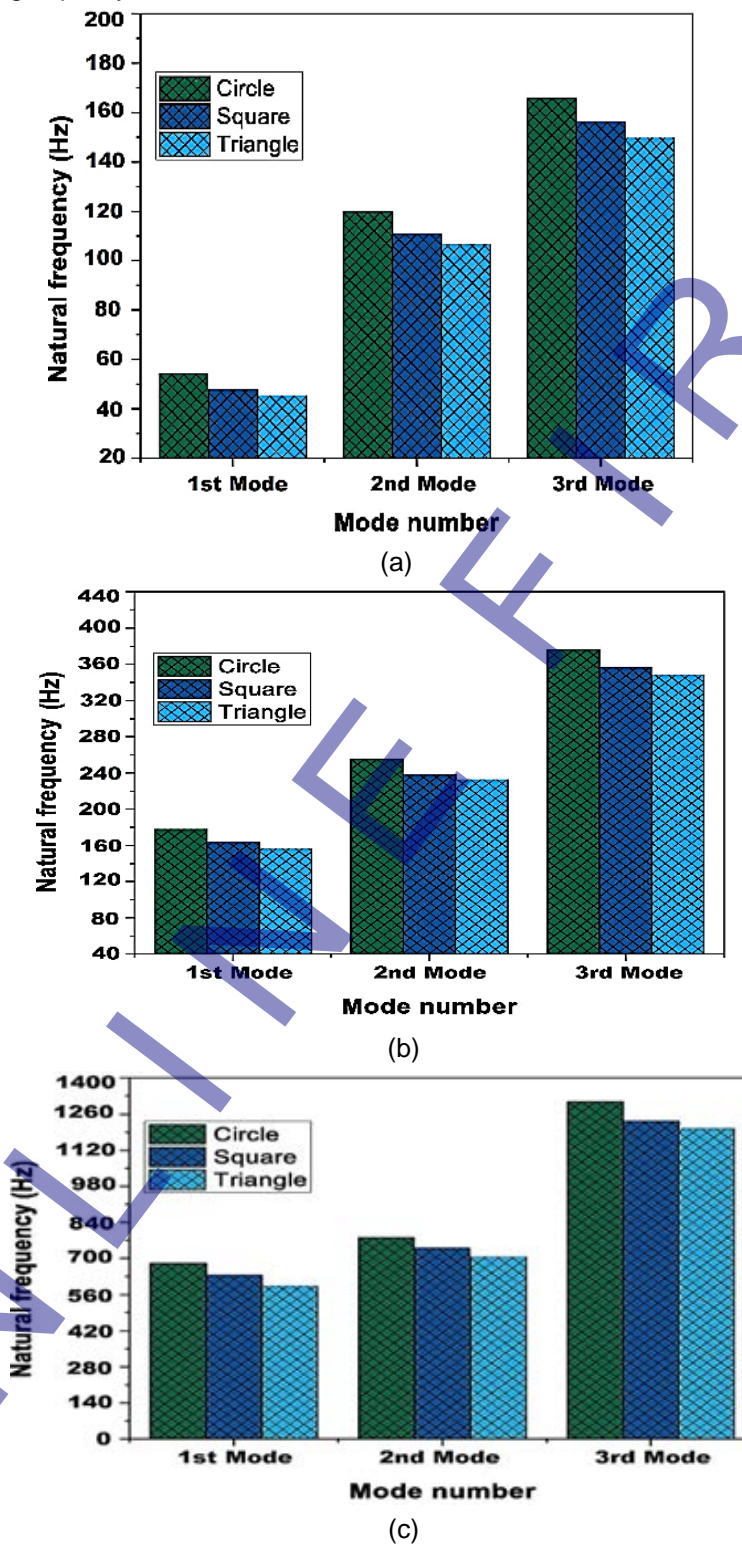 200
180
160
140
120
100
80
60
40
20
Natural frequency (Hz)
Circle
Square
Triangle
1st Mode
2nd Mode
3rd Mode
Mode number
(a)
440
400
360
320
280
240
200
160
120
80
40
Natural frequency (Hz)
Circle
Square
Triangle
1st Mode
2nd Mode
3rd Mode
Mode number
(b)
1400
1260
1120
980
840
700
560
420
280
140
0
Natural frequency (Hz)
Circle
Square
Triangle
1st Mode
2nd Mode
3rd Mode
Mode number
(c)